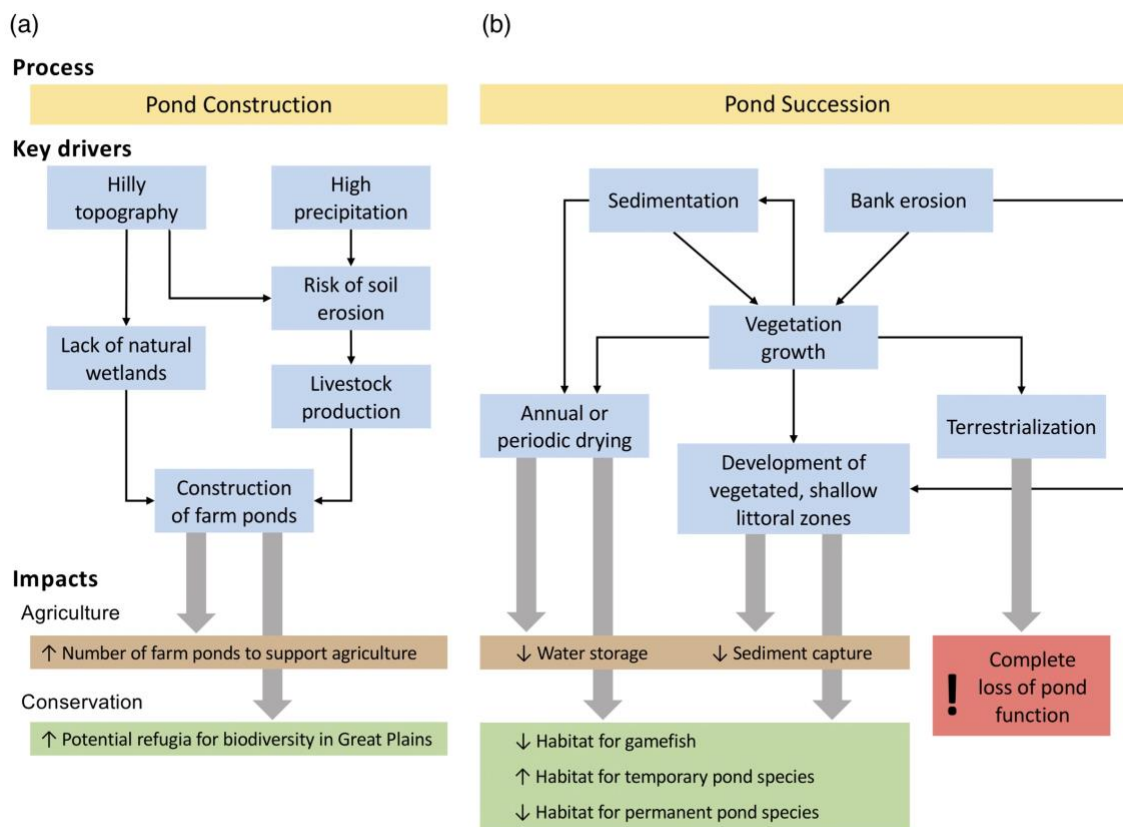 (a)
(b)
Process
Pond Construction
Pond Succession
Key drivers
Hilly
topography
High
precipitation
Risk of soil
erosion
Lack of natural
wetlands
Livestock
production
Construction
of farm ponds
Sedimentation
Bank erosion
Vegetation
growth
Annual or
periodic drying
Development of
vegetated, shallow
littoral zones
Terrestrialization
Impacts
Agriculture
↑ Number of farm ponds to support agriculture
↓ Water storage
↓ Sediment capture
Conservation
↑ Potential refugia for biodiversity in Great Plains
↓ Habitat for gamefish
↑ Habitat for temporary pond species
↓ Habitat for permanent pond species
!
Complete
loss of pond
function